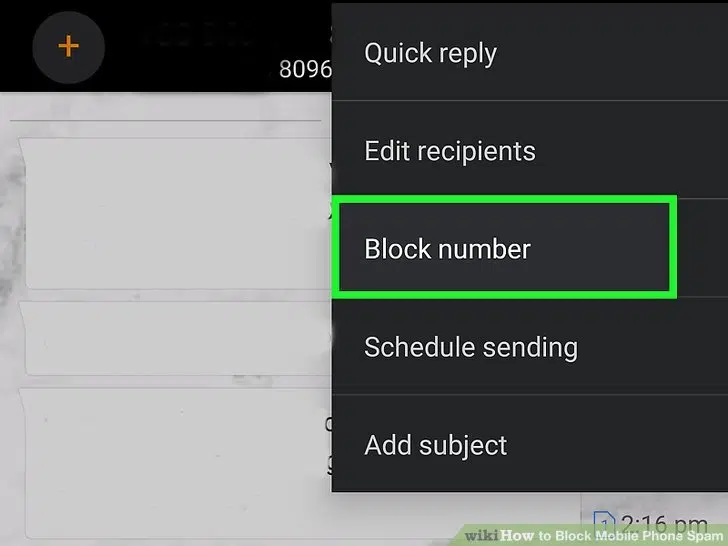 8096
Quick reply
Edit recipients
Block number
Schedule sending
Add subject
1 2:16 pm
wikiHow to Block Mobile Phone Spam